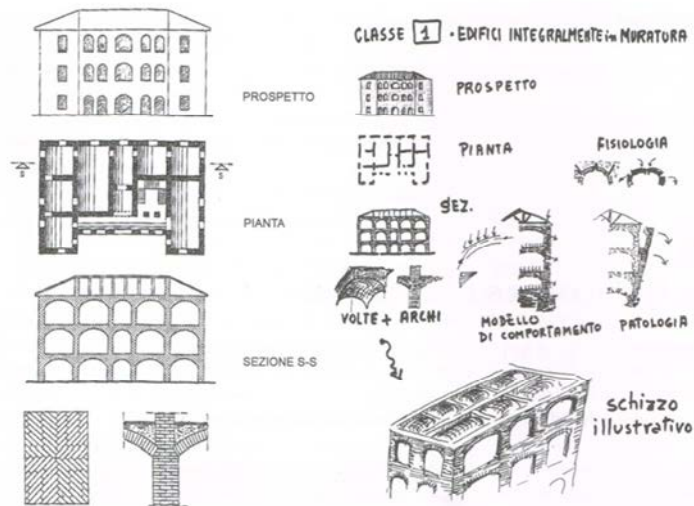 PROSPETTO
S
S
PIANTA
SEZIONE S-S
CLASSE 1 · EDIFICI INTEGRALMENTE in MURATURA
PROSPETTO
PIANTA
FISIOLOGIA
SEZ.
VOLTE + ARCHI
MODELLO
DI COMPORTAMENTO
PATOLOGIA
schizzo
illustrativo